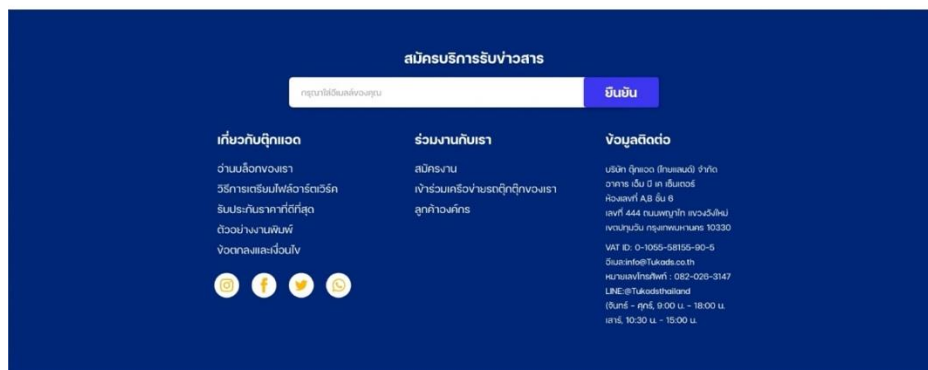 สมัครบริการรับข่าวสาร
กรุณาใส่อีเมลล์ของคุณ
ยืนยัน
เกี่ยวกับตุ๊กแอด
อ่านบล็อกของเรา
วิธีการเตรียมไฟล์อาร์ตเวิร์ค
รับประกันราคาที่ดีที่สุด
ตัวอย่างงานพิมพ์
ข้อตกลงและเงื่อนไข
ร่วมงานกับเรา
สมัครงาน
เข้าร่วมเครือข่ายรถตุ๊กตุ๊กของเรา
ลูกค้าองค์กร
ข้อมูลติดต่อ
บริษัท ตุ๊กแอด (ไทยแลนด์) จำกัด
อาคาร เอ็น บี เค เซ็นเตอร์
ห้องเลขที่ A,B ชั้น 6
เลขที่ 444 ถนนพญาไท แขวงวังใหม่
เขตปทุมวัน กรุงเทพมหานคร 10330
VAT ID: 0-1055-58155-90-5
อีเมล:info@Tukads.co.th
หมายเลขโทรศัพท์ : 082-026-3147
LINE:@Tukadsthailand
(จันทร์ - ศุกร์, 9:00 น. - 18:00 น.
เสาร์, 10:30 น. - 15:00 น.